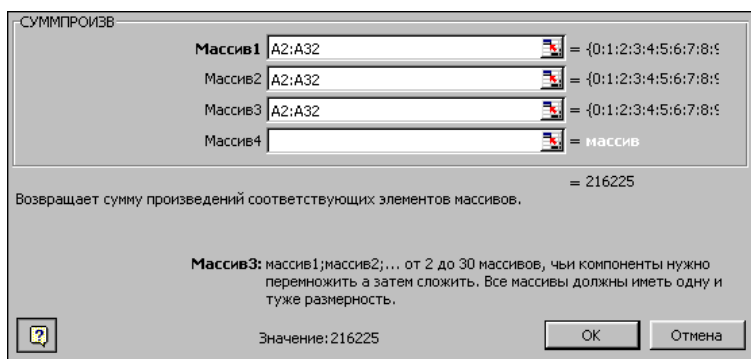 СУММПРОИЗВ
Массив1 A2:A32 = {0:1:2:3:4:5:6:7:8:9
Массив2 A2:A32 = {0:1:2:3:4:5:6:7:8:9
Массив3 A2:A32 = {0:1:2:3:4:5:6:7:8:9
Массив4 = массив
= 216225
Возвращает сумму произведений соответствующих элементов массивов.
Массив3: массив1;массив2;... от 2 до 30 массивов, чьи компоненты нужно
перемножить а затем сложить. Все массивы должны иметь одну и
туже размерность.
? Значение:216225 OK Отмена